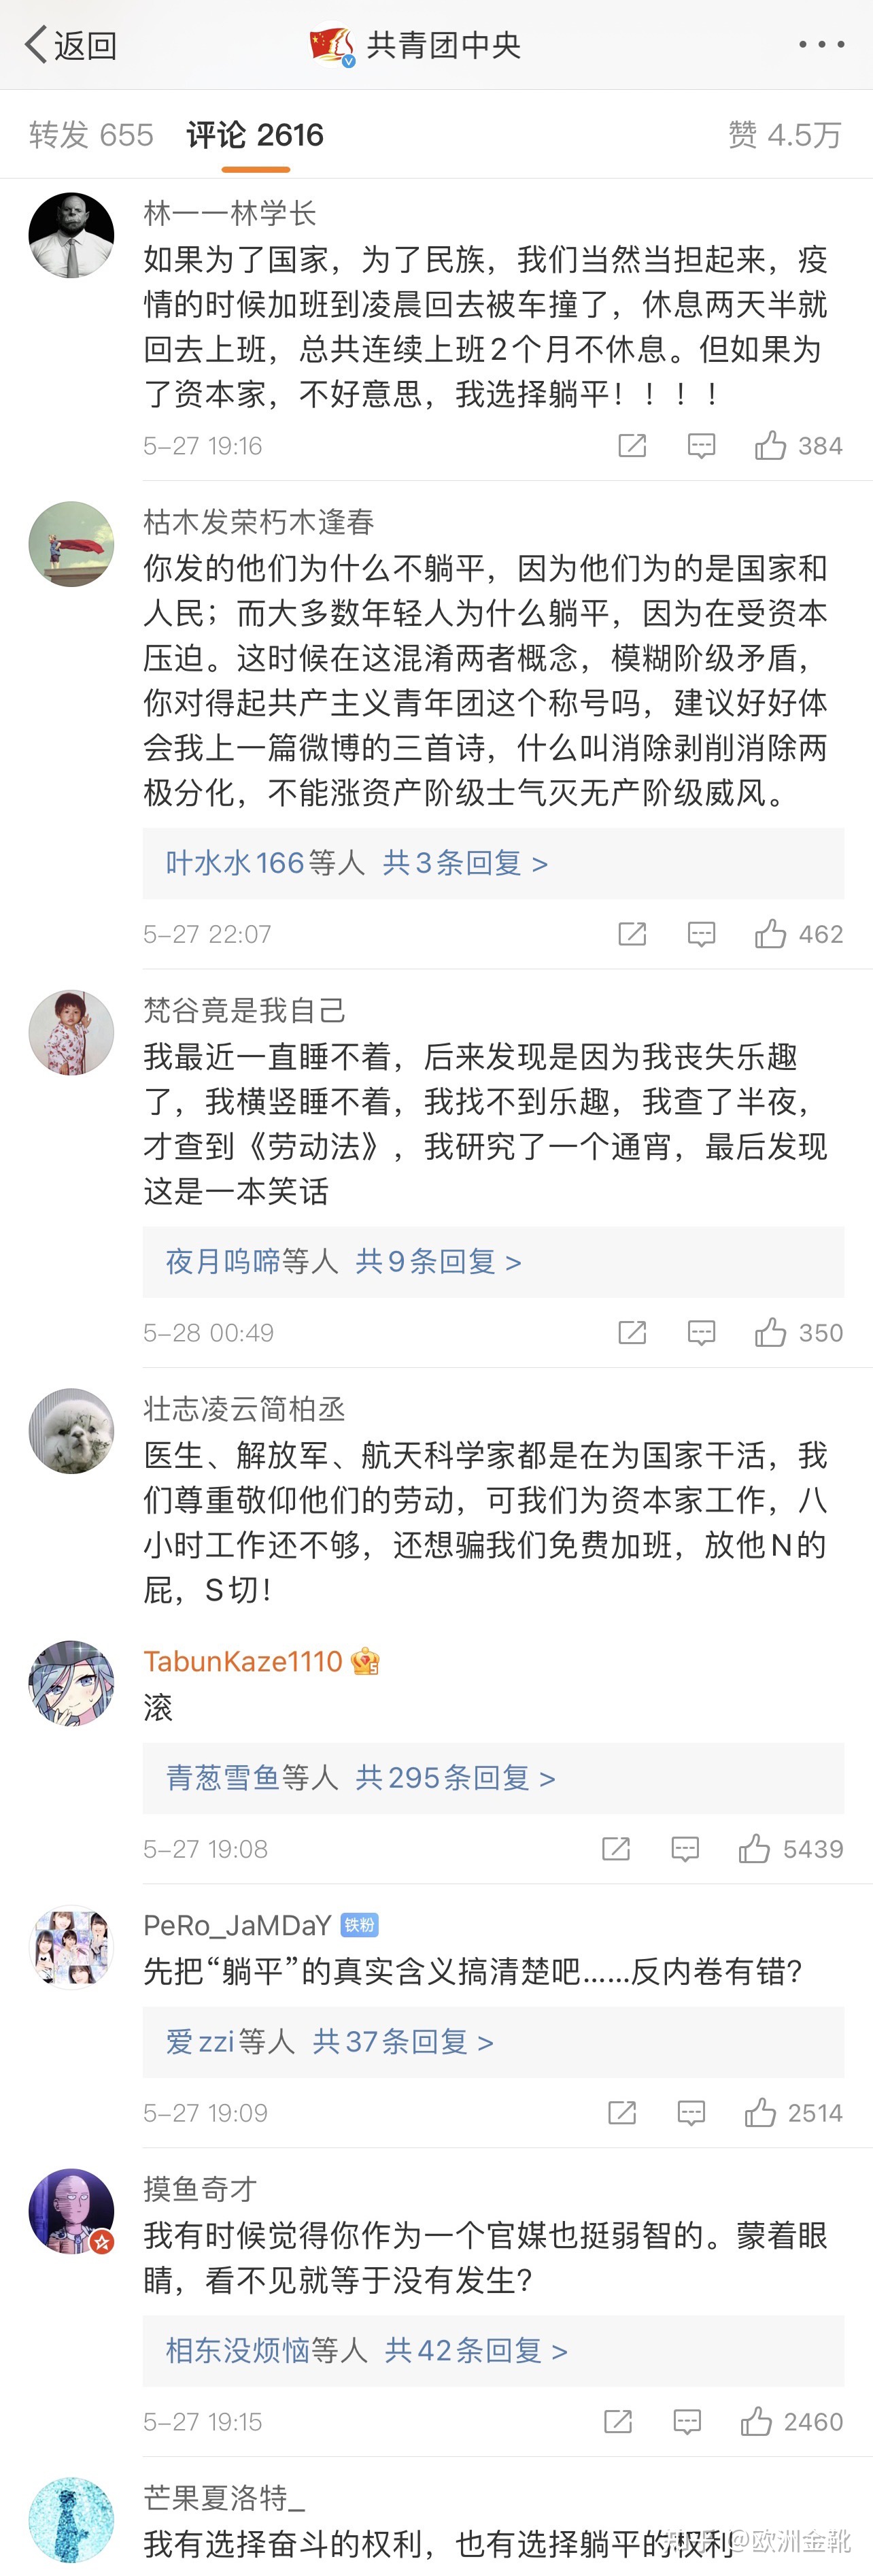 返回
共青团中央
转发 655 评论 2616 赞 4.5万
林一一林学长
如果为了国家，为了民族，我们当然当担起来，疫
情的时候加班到凌晨回去被车撞了，休息两天半就
回去上班，总共连续上班2个月不休息。但如果为
了资本家，不好意思，我选择躺平！！！！
5-27 19:16 384
枯木发荣朽木逢春
你发的他们为什么不躺平，因为他们为的是国家和
人民；而大多数年轻人为什么躺平，因为在受资本
压迫。这时候在这混淆两者概念，模糊阶级矛盾，
你对得起共产主义青年团这个称号吗，建议好好体
会我上一篇微博的三首诗，什么叫消除剥削消除两
极分化，不能涨资产阶级士气灭无产阶级威风。
叶水水166等人 共3条回复 >
5-27 22:07 462
梵谷竟是我自己
我最近一直睡不着，后来发现是因为我丧失乐趣
了，我横竖睡不着，我找不到乐趣，我查了半夜，
才查到《劳动法》，我研究了一个通宵，最后发现
这是一本笑话
夜月呜啼等人 共9条回复 >
5-28 00:49 350
壮志凌云简柏丞
医生、解放军、航天科学家都是在为国家干活，我
们尊重敬仰他们的劳动，可我们为资本家工作，八
小时工作还不够，还想骗我们免费加班，放他N的
屁，S切！
TabunKaze1110
滚
青葱雪鱼等人 共295条回复 >
5-27 19:08 5439
PeRo_JaMDaY 铁粉
先把“躺平”的真实含义搞清楚吧……反内卷有错？
爱zzi等人 共37条回复 >
5-27 19:09 2514
摸鱼奇才
我有时候觉得你作为一个官媒也挺弱智的。蒙着眼
睛，看不见就等于没有发生？
相东没烦恼等人 共42条回复 >
5-27 19:15 2460
芒果夏洛特_
我有选择奋斗的权利，也有选择躺平的权利
知乎 @欧洲金靴